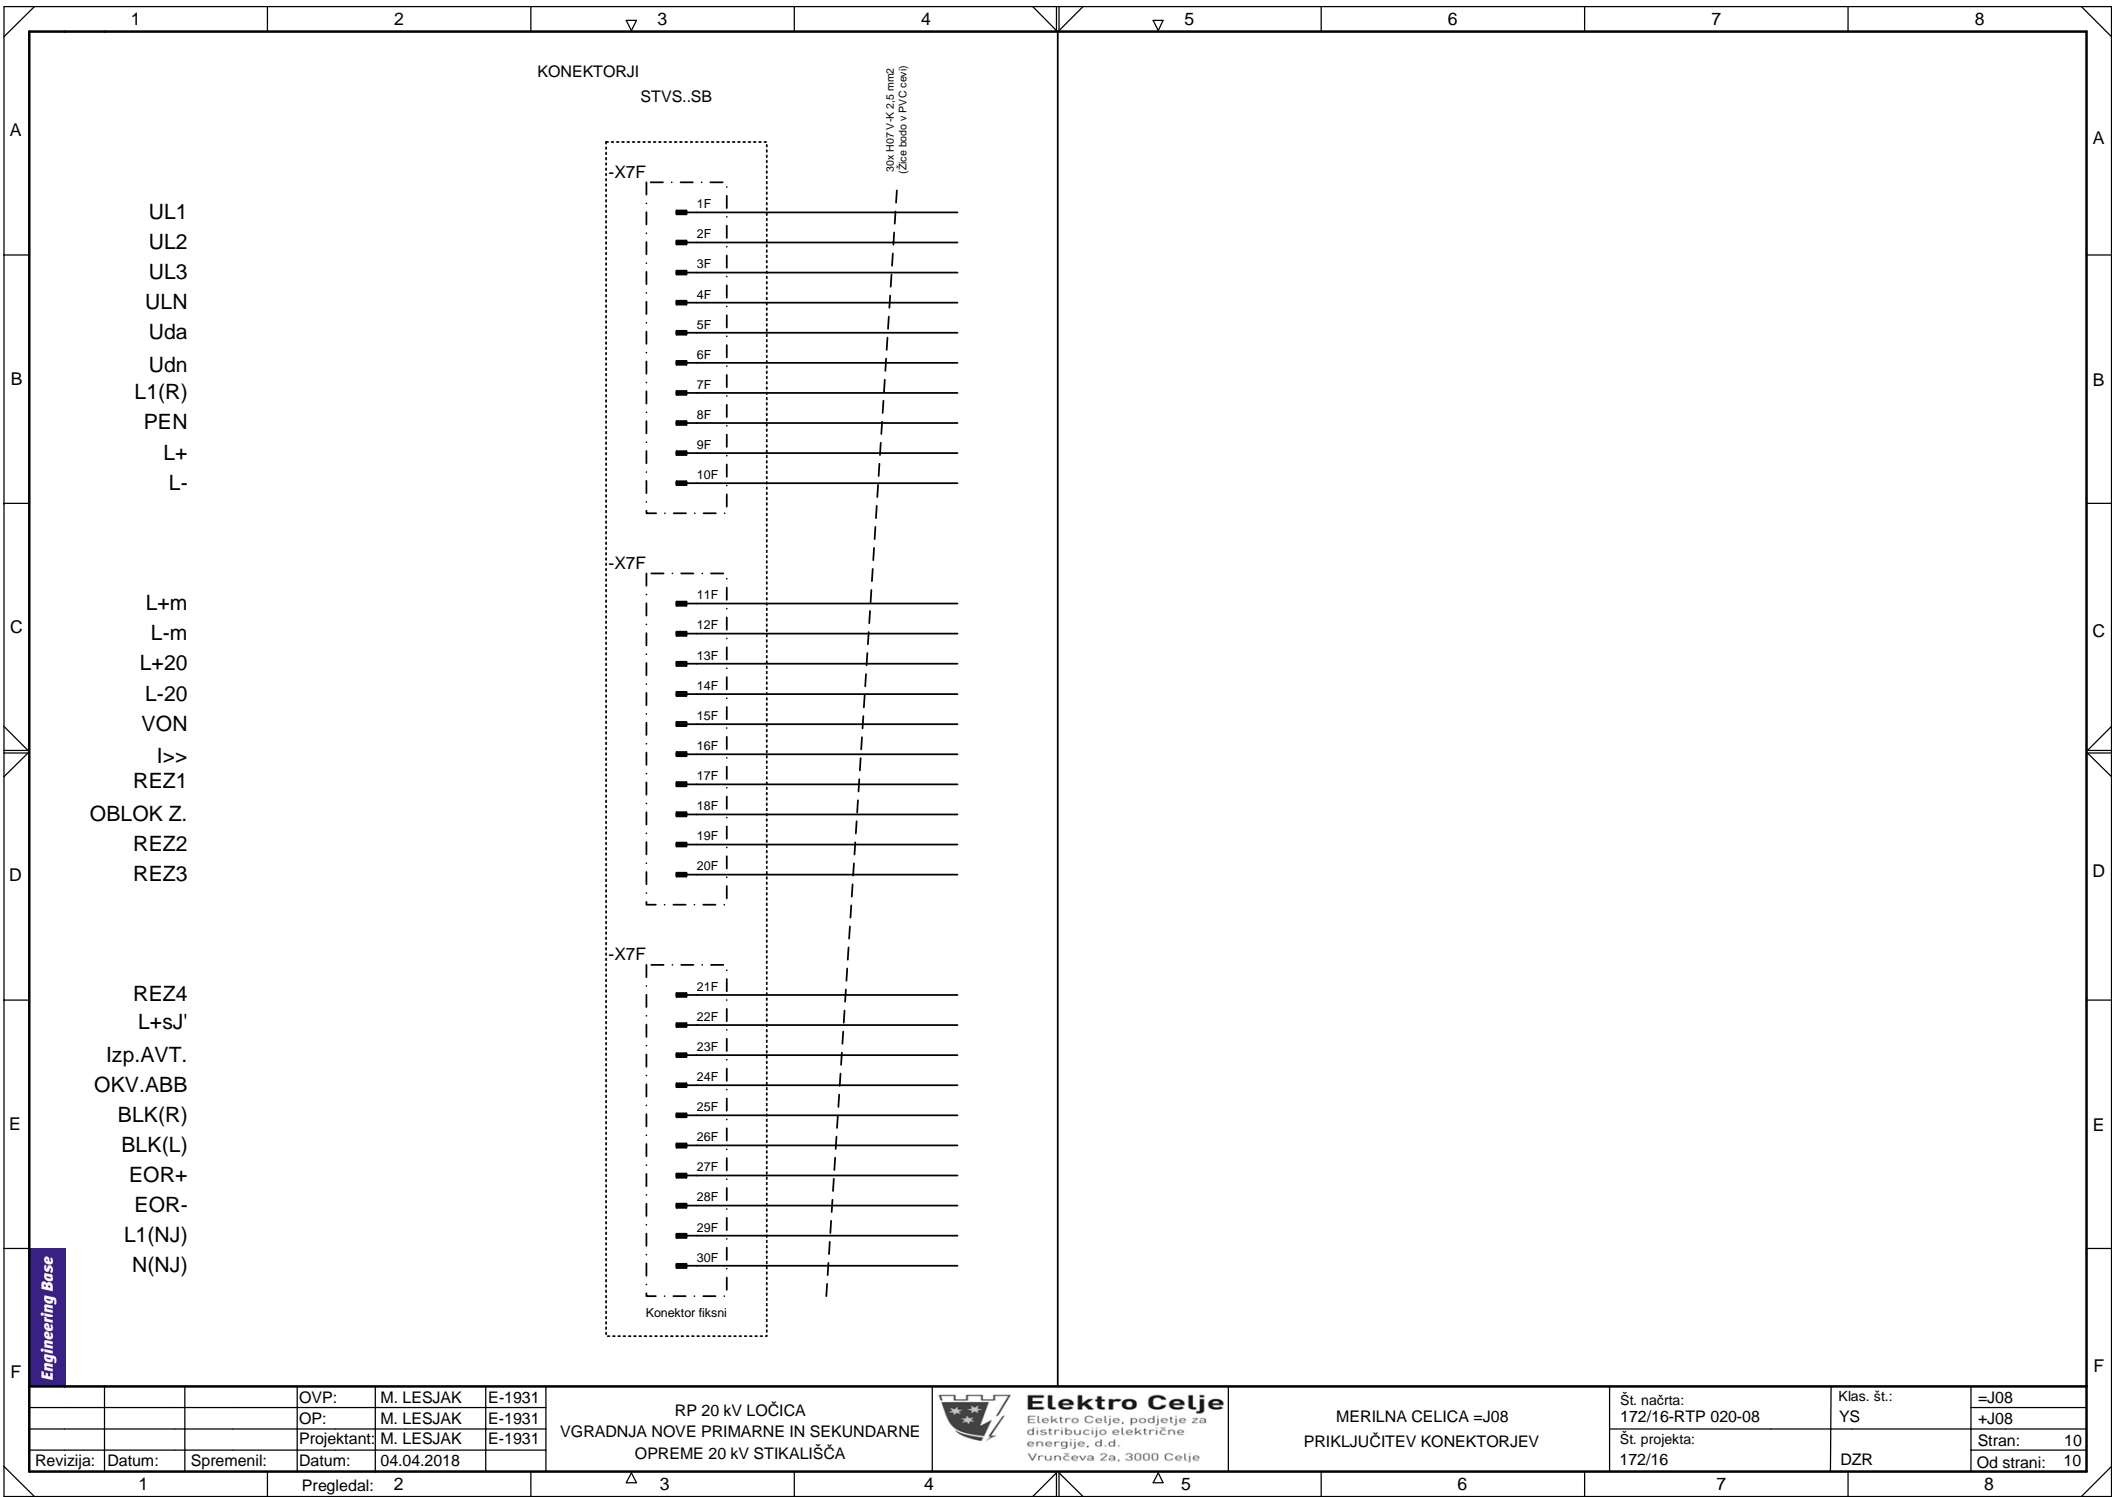 1 2 3 4 5 6 7 8
KONEKTORJI
STVS..SB
30x H07 V-K 2,5 mm2
(Žice bodo v PVC cevi)
A A
-X7F
UL1 1F
UL2 2F
UL3 3F
ULN 4F
Uda 5F
Udn 6F
B B
L1(R) 7F
PEN 8F
L+ 9F
L- 10F
-X7F
L+m 11F
C C
L-m 12F
L+20 13F
L-20 14F
VON 15F
I>> 16F
REZ1 17F
OBLOK Z. 18F
REZ2 19F
D D
REZ3 20F
-X7F
REZ4 21F
L+sJ' 22F
Izp.AVT. 23F
OKV.ABB 24F
E E
BLK(R) 25F
BLK(L) 26F
EOR+ 27F
EOR- 28F
L1(NJ) 29F
N(NJ) 30F
Konektor fiksni
Engineering Base
F F
OVP: M. LESJAK E-1931
OP: M. LESJAK E-1931
Projektant: M. LESJAK E-1931
Revizija: Datum: Spremenil: Datum: 04.04.2018
Pregledal:
RP 20 kV LOČICA
VGRADNJA NOVE PRIMARNE IN SEKUNDARNE
OPREME 20 kV STIKALIŠČA
Elektro Celje
Elektro Celje, podjetje za
distribucijo električne
energije, d.d.
Vrunčeva 2a, 3000 Celje
MERILNA CELICA =J08
PRIKLJUČITEV KONEKTORJEV
Št. načrta:
172/16-RTP 020-08
Št. projekta:
172/16
Klas. št.:
YS
DZR
=J08
+J08
Stran: 10
Od strani: 10
1 2 3 4 5 6 7 8